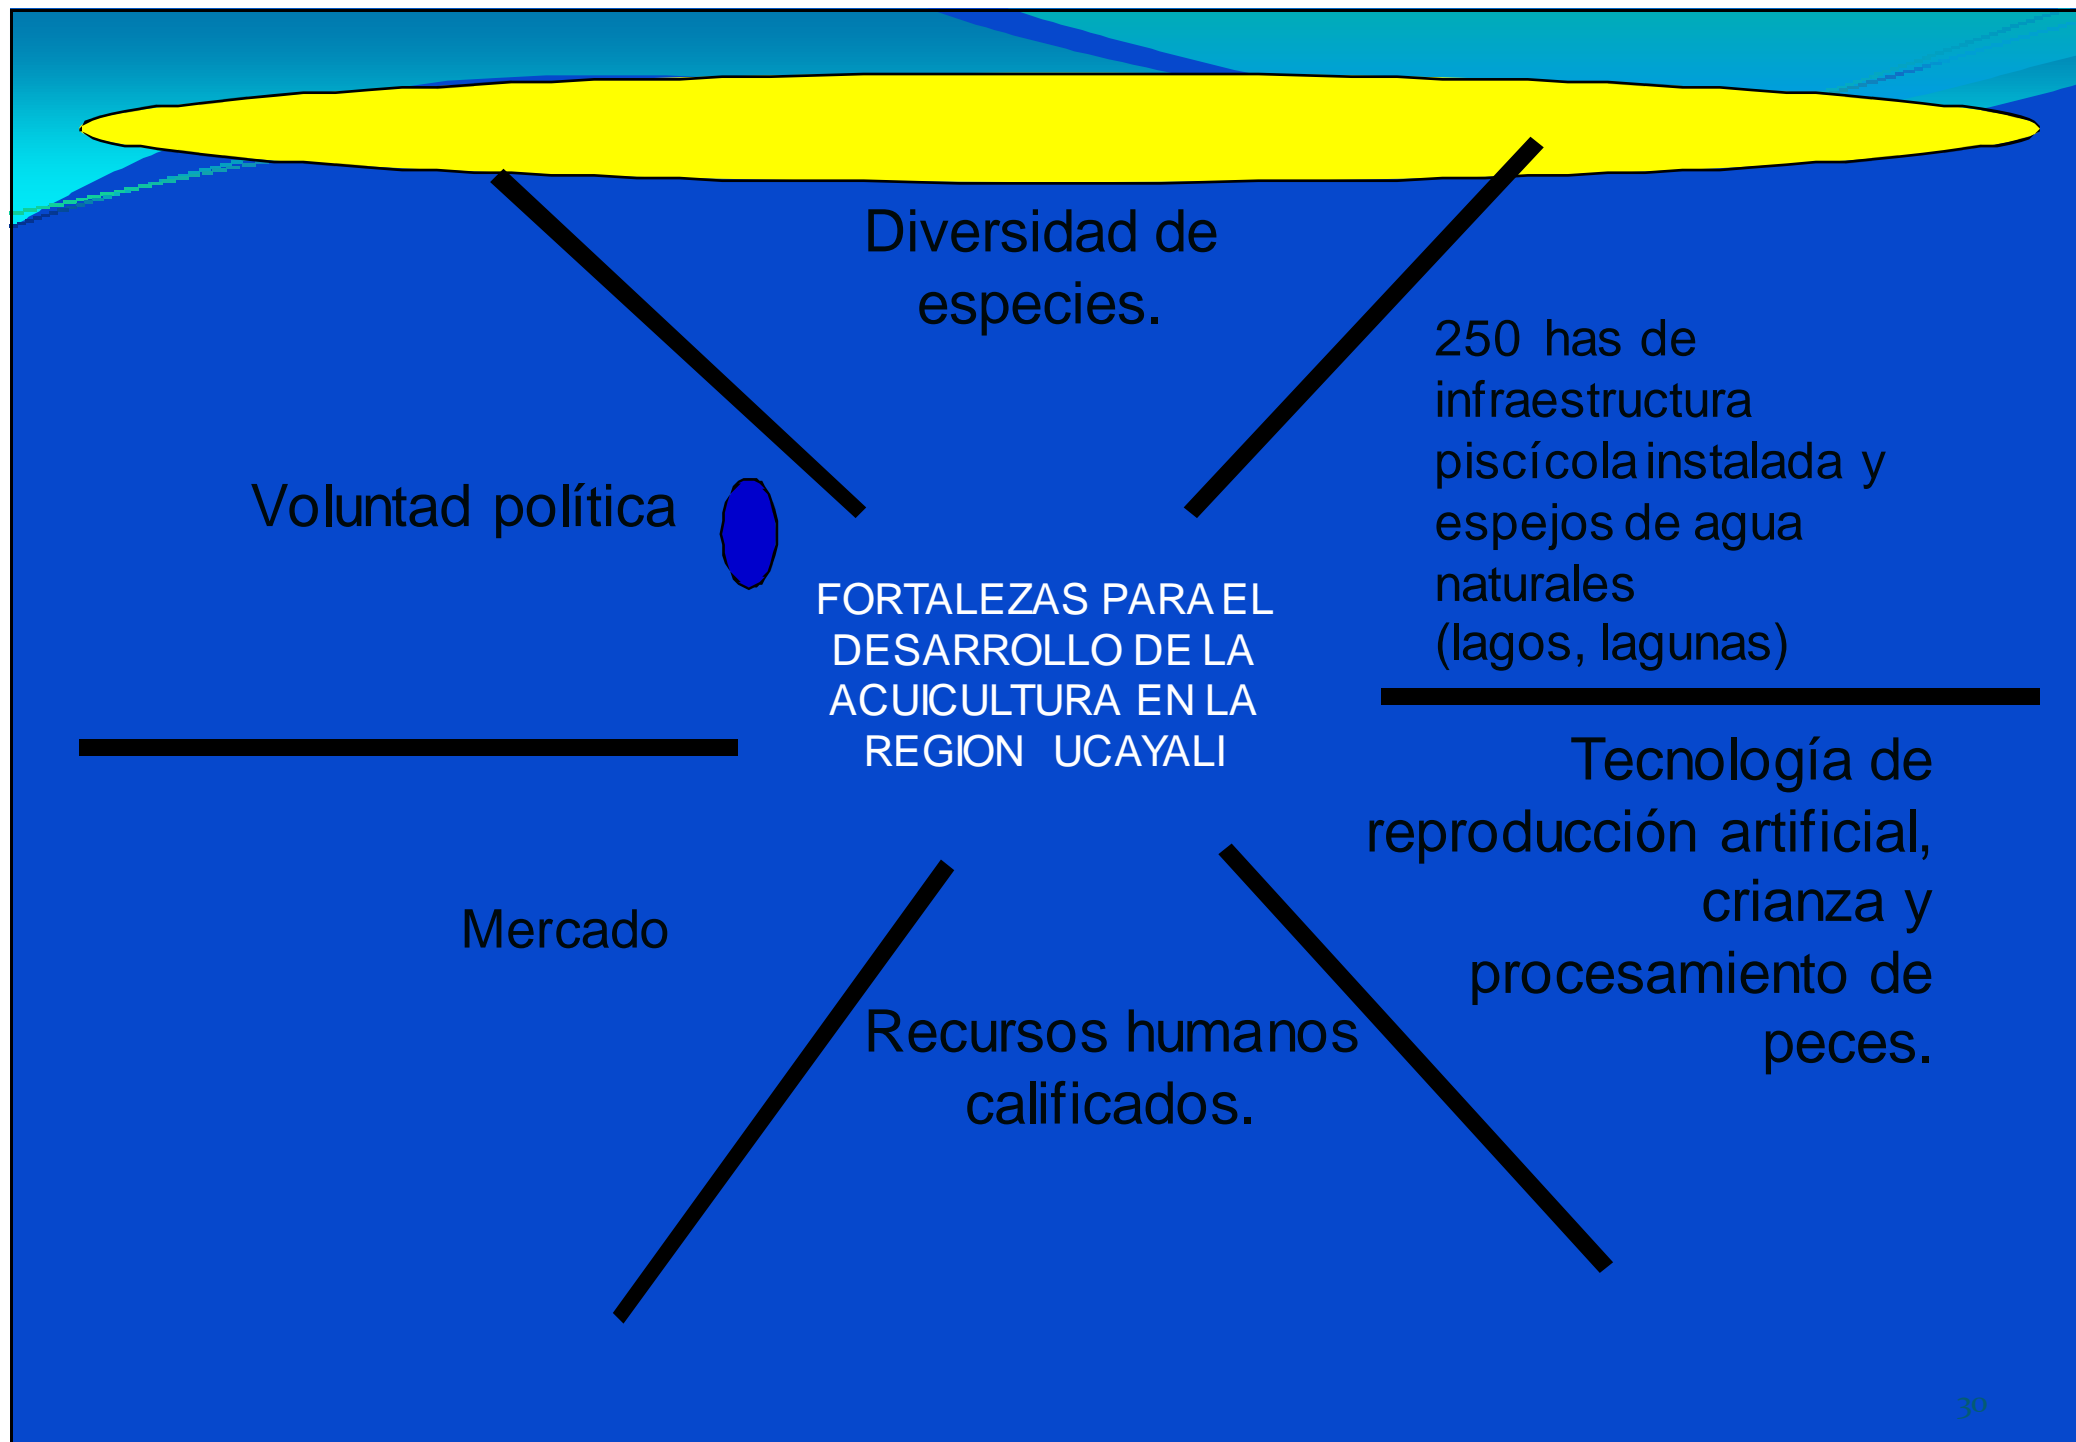 Diversidad de
especies.
250 has de
infraestructura
piscícola instalada y
espejos de agua
naturales
(lagos, lagunas)
Voluntad política
FORTALEZAS PARA EL
DESARROLLO DE LA
ACUICULTURA EN LA
REGION UCAYALI
Tecnología de
reproducción artificial,
crianza y
procesamiento de
peces.
Mercado
Recursos humanos
calificados.
30